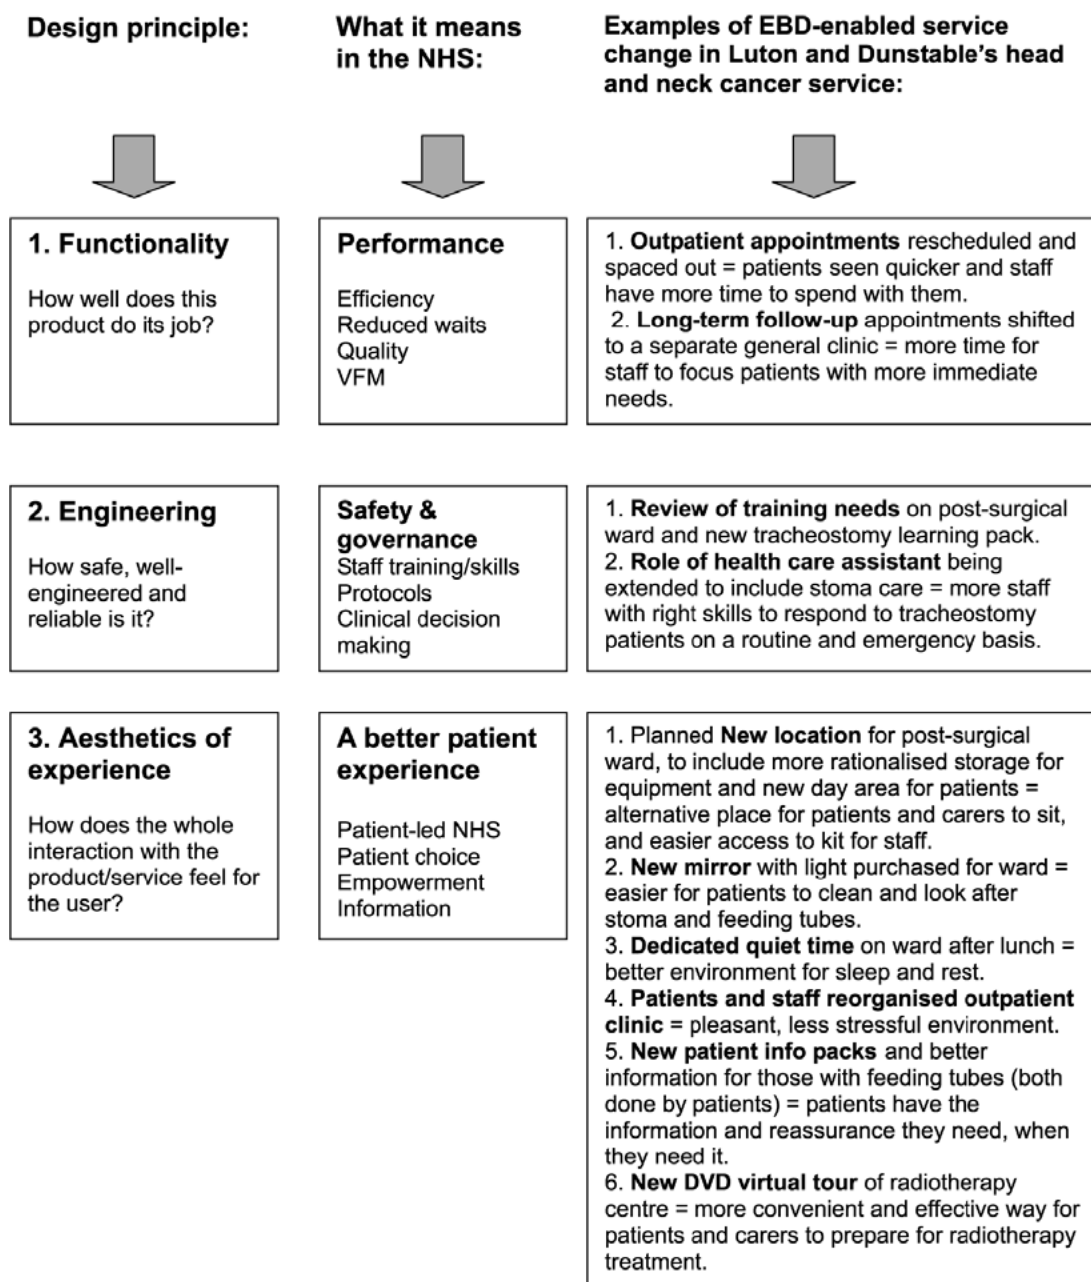 Design principle:
What it means
in the NHS:
Examples of EBD-enabled service
change in Luton and Dunstable's head
and neck cancer service:
1. Functionality
How well does this
product do its job?
Performance
Efficiency
Reduced waits
Quality
VFM
1. Outpatient appointments rescheduled and
spaced out = patients seen quicker and staff
have more time to spend with them.
2. Long-term follow-up appointments shifted
to a separate general clinic = more time for
staff to focus patients with more immediate
needs.
2. Engineering
How safe, well-
engineered and
reliable is it?
Safety &
governance
Staff training/skills
Protocols
Clinical decision
making
1. Review of training needs on post-surgical
ward and new tracheostomy learning pack.
2. Role of health care assistant being
extended to include stoma care = more staff
with right skills to respond to tracheostomy
patients on a routine and emergency basis.
3. Aesthetics of
experience
How does the whole
interaction with the
product/service feel for
the user?
A better patient
experience
Patient-led NHS
Patient choice
Empowerment
Information
1. Planned New location for post-surgical
ward, to include more rationalised storage for
equipment and new day area for patients =
alternative place for patients and carers to sit,
and easier access to kit for staff.
2. New mirror with light purchased for ward =
easier for patients to clean and look after
stoma and feeding tubes.
3. Dedicated quiet time on ward after lunch =
better environment for sleep and rest.
4. Patients and staff reorganised outpatient
clinic = pleasant, less stressful environment.
5. New patient info packs and better
information for those with feeding tubes (both
done by patients) = patients have the
information and reassurance they need, when
they need it.
6. New DVD virtual tour of radiotherapy
centre = more convenient and effective way for
patients and carers to prepare for radiotherapy
treatment.